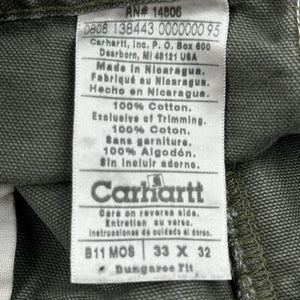 RN# 14806
0808 138443 0000000 95
Carhartt, Inc. P. O. Box 600
Dearborn, MI 48121 USA
Made in Nicaragua.
Fabriqué au Nicaragua.
Hecho en Nicaragua.
100% Cotton.
Exclusive of Trimming.
100% Coton.
Sans garniture.
100% Algodón.
Sin incluir adorno.
Carhartt
Care on reverse side.
Entretien au verso.
Instrucciones de cuidado al dorso.
B11 MOS 33 X 32
Dungaree Fit